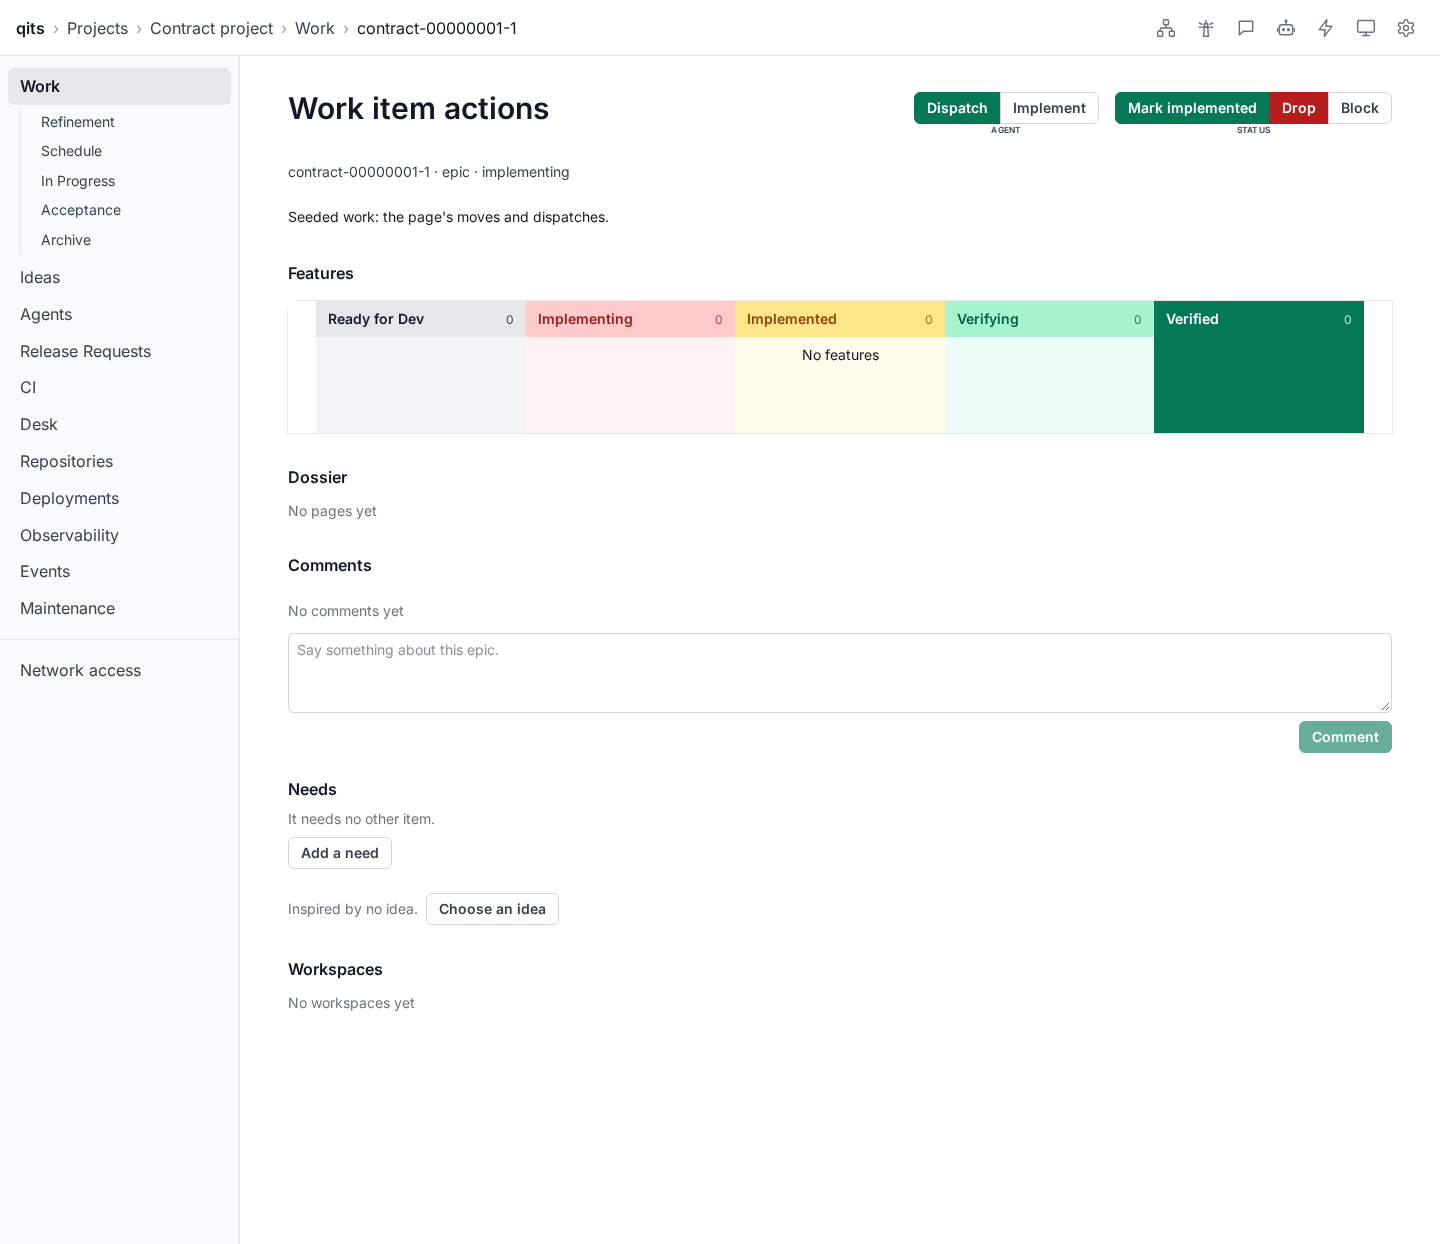 qits › Projects › Contract project › Work › contract-00000001-1
Work
Refinement
Schedule
In Progress
Acceptance
Archive
Ideas
Agents
Release Requests
CI
Desk
Repositories
Deployments
Observability
Events
Maintenance
Network access
Work item actions
Dispatch Implement
AGENT
Mark implemented Drop Block
STATUS
contract-00000001-1 · epic · implementing
Seeded work: the page's moves and dispatches.
Features
Ready for Dev 0 Implementing 0 Implemented 0 Verifying 0 Verified 0
No features
Dossier
No pages yet
Comments
No comments yet
Say something about this epic.
Comment
Needs
It needs no other item.
Add a need
Inspired by no idea. Choose an idea
Workspaces
No workspaces yet